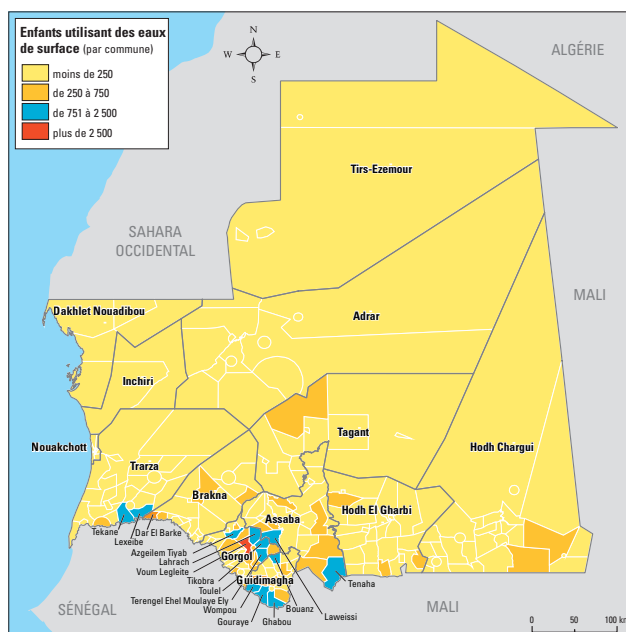 Enfants utilisant des eaux
de surface (par commune)
moins de 250
de 250 à 750
de 751 à 2 500
plus de 2 500
N
W
E
S
ALGÉRIE
Tirs-Ezemour
SAHARA
OCCIDENTAL
MALI
Dakhlet Nouadibou
Adrar
Inchiri
Nouakchott
Tagant
Hodh Chargui
Trarza
Brakna
Assaba
Hodh El Gharbi
Tekane
Lexeibe
Dar El Barke
Azgeilem Tiyab
Lahrach
Voum Legleite
Gorgol
Tikobra
Toulel
Guidimagha
Terengel Ehel Moulaye Ely
Wompou
Gouraye
Ghabou
Bouanz
Laweissi
Tenaha
SÉNÉGAL
MALI
0
50
100 km